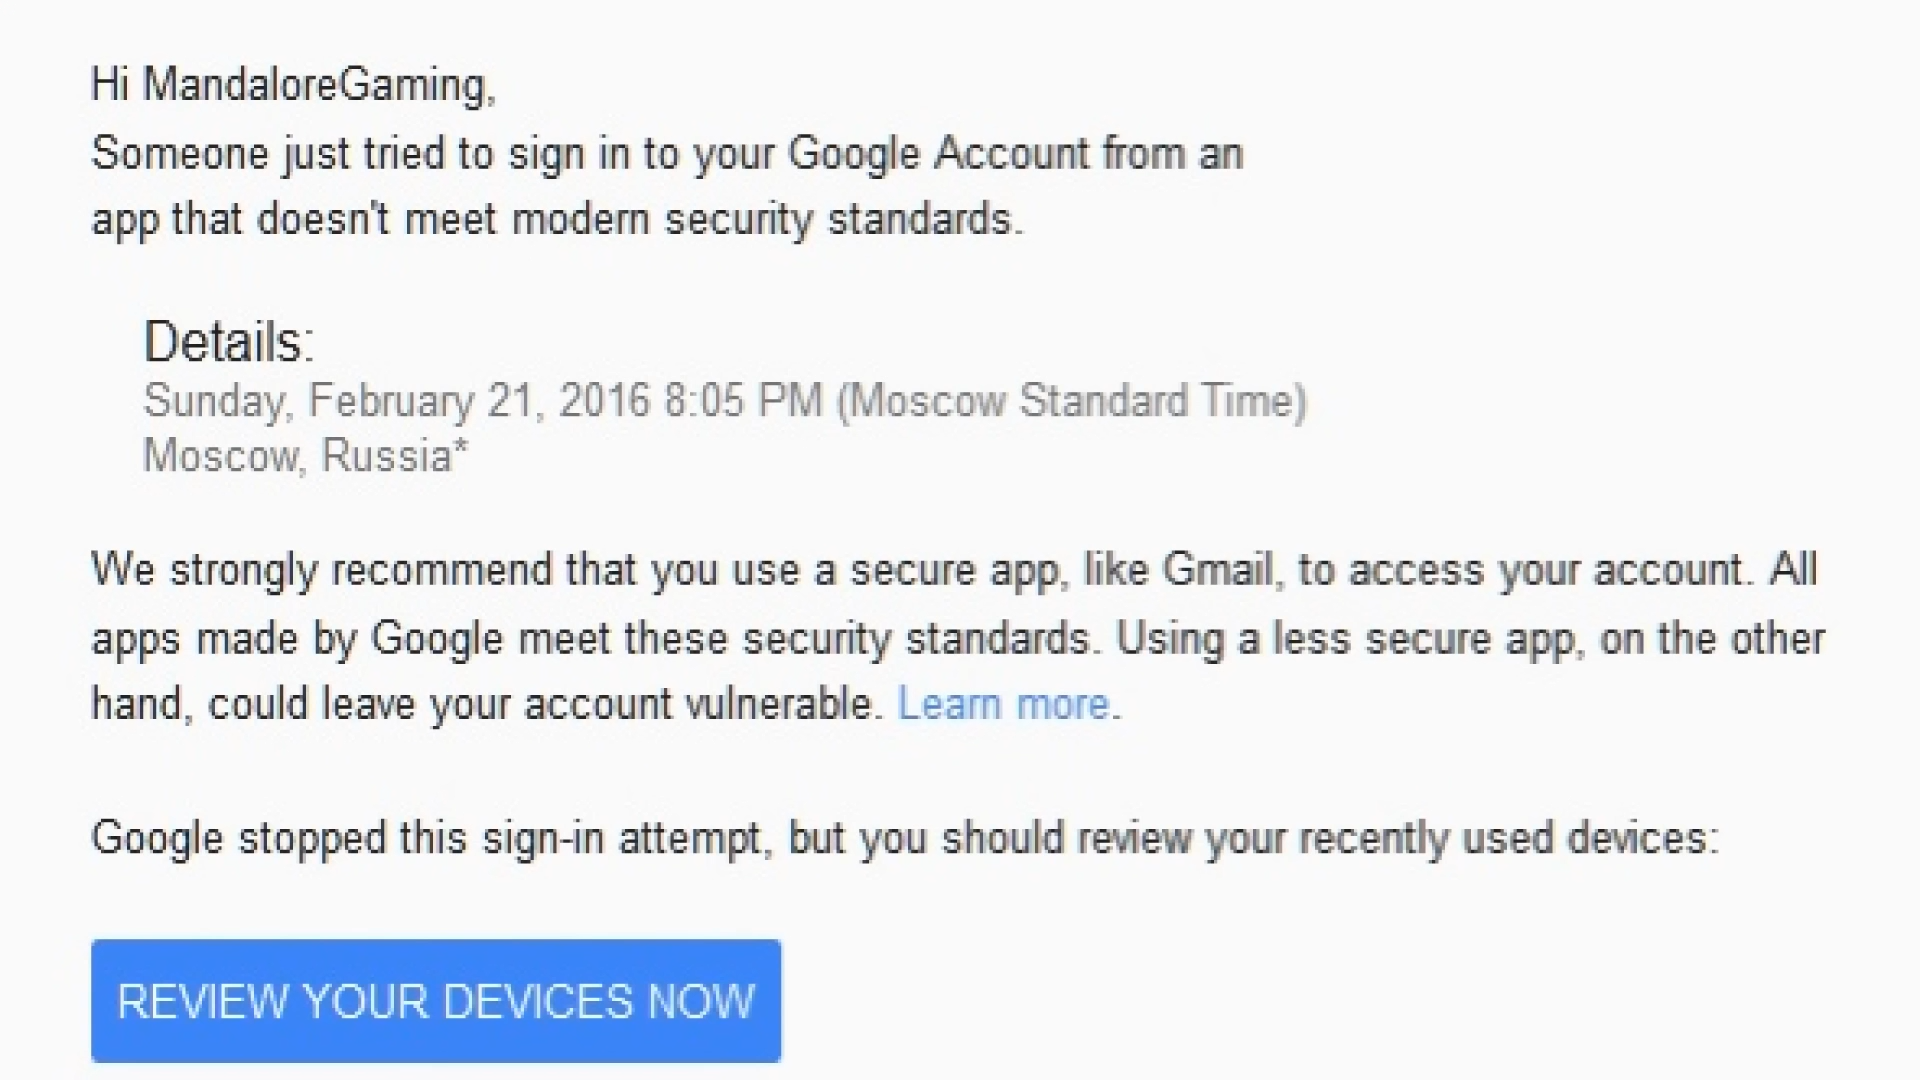 Hi MandaloreGaming,
Someone just tried to sign in to your Google Account from an
app that doesn't meet modern security standards.
Details:
Sunday, February 21, 2016 8:05 PM (Moscow Standard Time)
Moscow, Russia*
We strongly recommend that you use a secure app, like Gmail, to access your account. All
apps made by Google meet these security standards. Using a less secure app, on the other
hand, could leave your account vulnerable. Learn more.
Google stopped this sign-in attempt, but you should review your recently used devices:
REVIEW YOUR DEVICES NOW